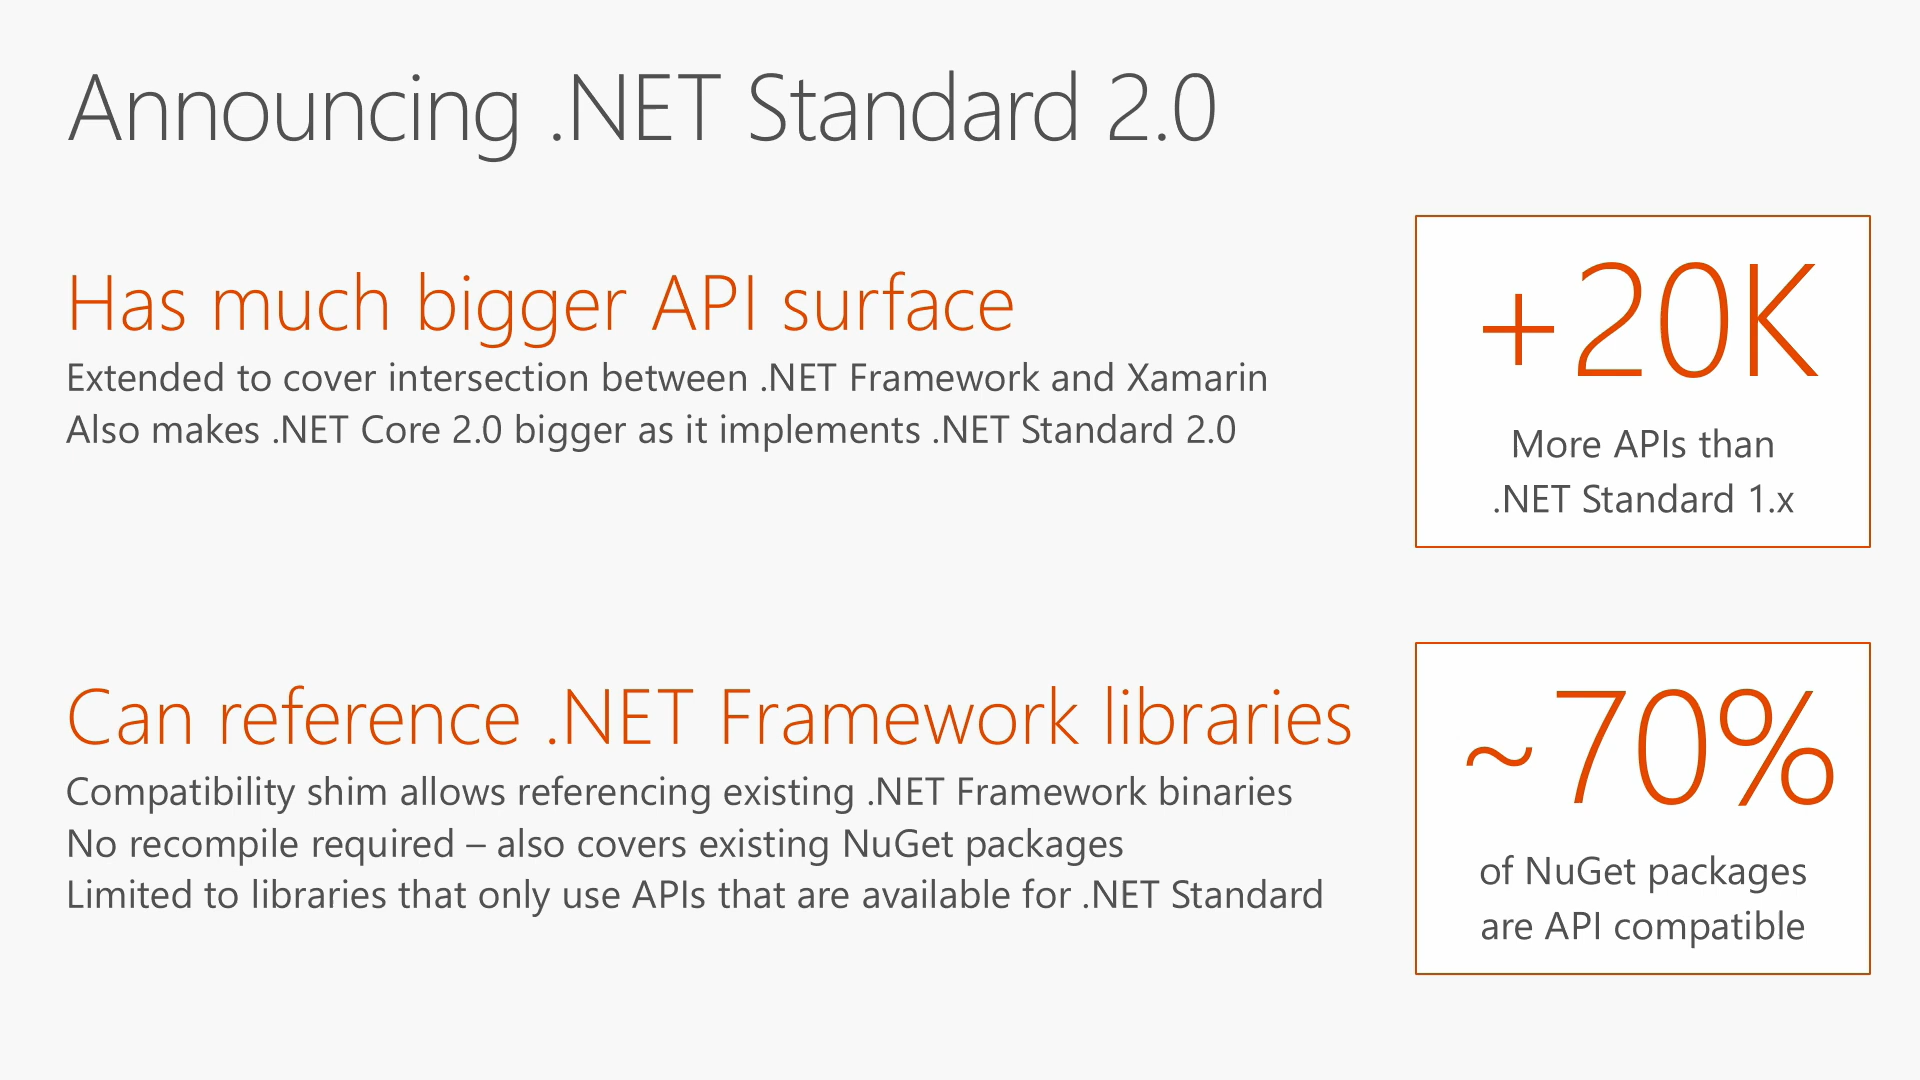 Announcing .NET Standard 2.0
Has much bigger API surface
Extended to cover intersection between .NET Framework and Xamarin
Also makes .NET Core 2.0 bigger as it implements .NET Standard 2.0
+20K
More APIs than
.NET Standard 1.x
Can reference .NET Framework libraries
Compatibility shim allows referencing existing .NET Framework binaries
No recompile required – also covers existing NuGet packages
Limited to libraries that only use APIs that are available for .NET Standard
~70%
of NuGet packages
are API compatible